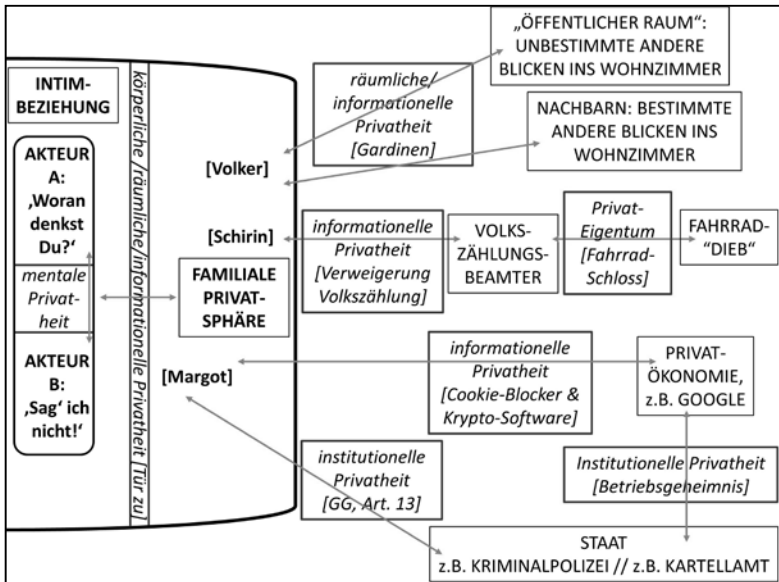 INTIM-
BEZIEHUNG
AKTEUR
A:
‚Woran
denkst
Du?‘
mentale
Privat-
heit
AKTEUR
B:
‚Sag‘ ich
nicht!‘
körperliche /räumliche/informationelle Privatheit [Tür zu]
[Volker]
[Schirin]
FAMILIALE
PRIVAT-
SPHÄRE
[Margot]
räumliche/
informationelle
Privatheit
[Gardinen]
„ÖFFENTLICHER RAUM“:
UNBESTIMMTE ANDERE
BLICKEN INS WOHNZIMMER
NACHBARN: BESTIMMTE
ANDERE BLICKEN INS
WOHNZIMMER
informationelle
Privatheit
[Verweigerung
Volkszählung]
VOLKS-
ZÄHLUNGS-
BEAMTER
Privat-
Eigentum
[Fahrrad-
Schloss]
FAHRRAD-
“DIEB“
informationelle
Privatheit
[Cookie-Blocker &
Krypto-Software]
PRIVAT-
ÖKONOMIE,
z.B. GOOGLE
institutionelle
Privatheit
[GG, Art. 13]
Institutionelle Privatheit
[Betriebsgeheimnis]
STAAT
z.B. KRIMINALPOLIZEI // z.B. KARTELLAMT